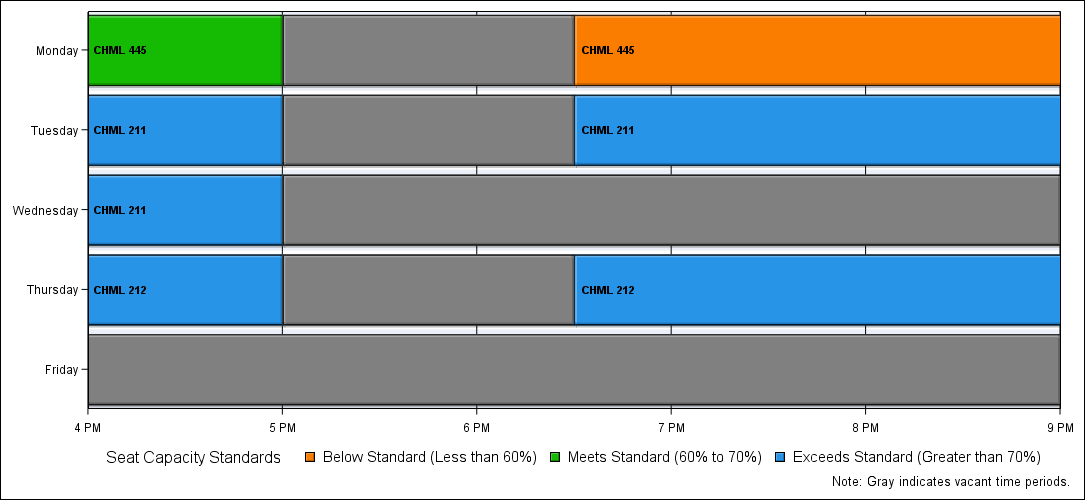 Monday
CHML 445
CHML 445
Tuesday
CHML 211
CHML 211
Wednesday
CHML 211
Thursday
CHML 212
CHML 212
Friday
4 PM 5 PM 6 PM 7 PM 8 PM 9 PM
Seat Capacity Standards Below Standard (Less than 60%) Meets Standard (60% to 70%) Exceeds Standard (Greater than 70%)
Note: Gray indicates vacant time periods.